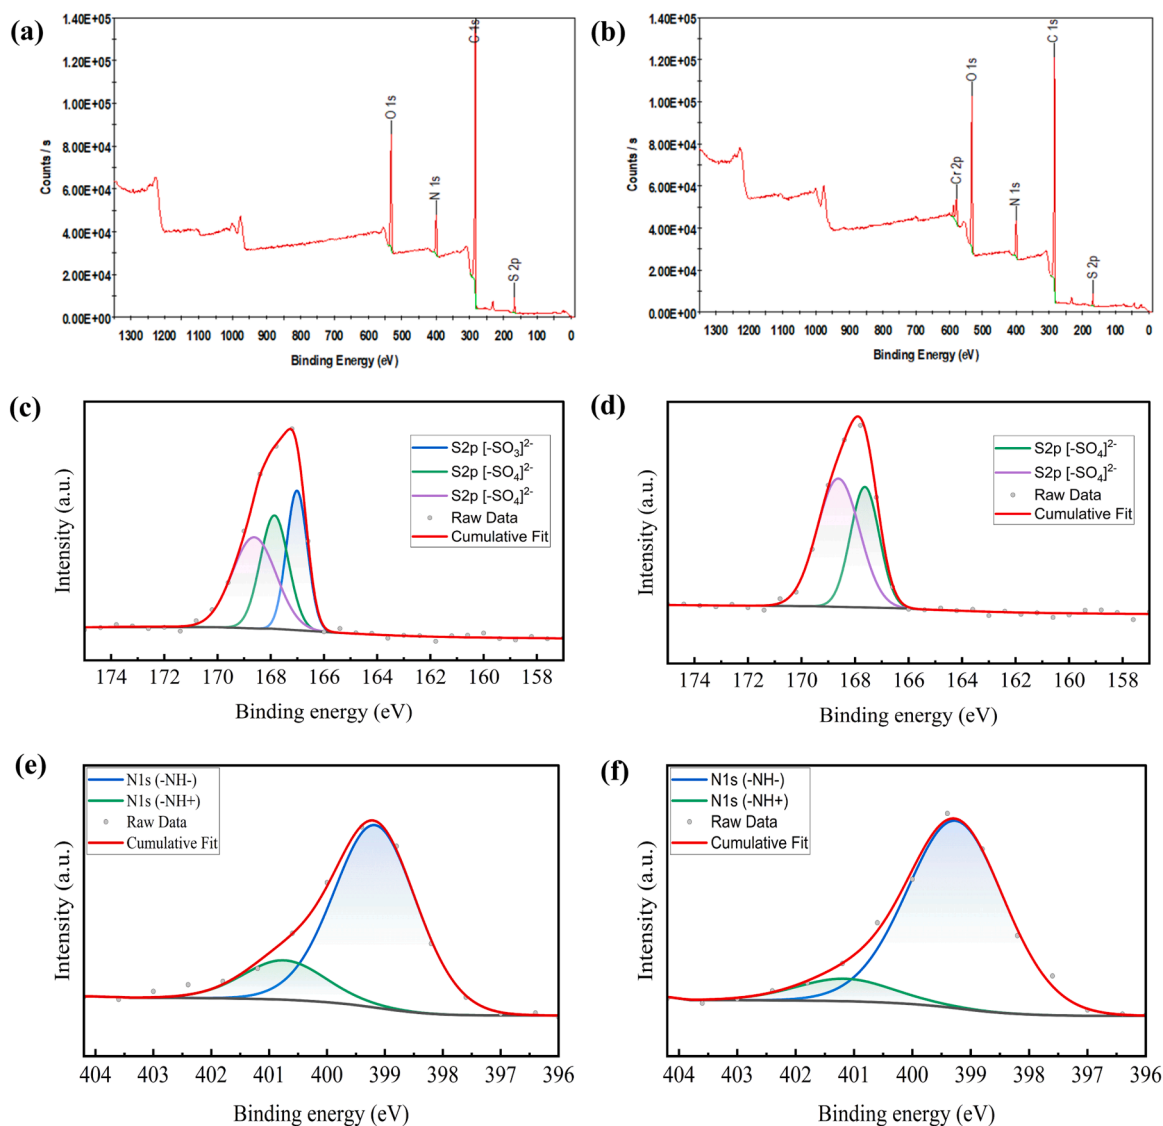 (a)
1.40E+05
1.20E+05
1.00E+05
8.00E+04
6.00E+04
4.00E+04
2.00E+04
0.00E+00
Counts / s
O 1s
N 1s
C 1s
S 2p
1300 1200 1100 1000 900 800 700 600 500 400 300 200 100 0
Binding Energy (eV)
(b)
1.40E+05
1.20E+05
1.00E+05
8.00E+04
6.00E+04
4.00E+04
2.00E+04
0.00E+00
Counts / s
Cr 2p
O 1s
N 1s
C 1s
S 2p
1300 1200 1100 1000 900 800 700 600 500 400 300 200 100 0
Binding Energy (eV)
(c)
S2p [-SO3]2-
S2p [-SO4]2-
S2p [-SO4]2-
Raw Data
Cumulative Fit
Intensity (a.u.)
174 172 170 168 166 164 162 160 158
Binding energy (eV)
(d)
S2p [-SO4]2-
S2p [-SO4]2-
Raw Data
Cumulative Fit
Intensity (a.u.)
174 172 170 168 166 164 162 160 158
Binding energy (eV)
(e)
N1s (-NH-)
N1s (-NH+)
Raw Data
Cumulative Fit
Intensity (a.u.)
404 403 402 401 400 399 398 397 396
Binding energy (eV)
(f)
N1s (-NH-)
N1s (-NH+)
Raw Data
Cumulative Fit
Intensity (a.u.)
404 403 402 401 400 399 398 397 396
Binding energy (eV)